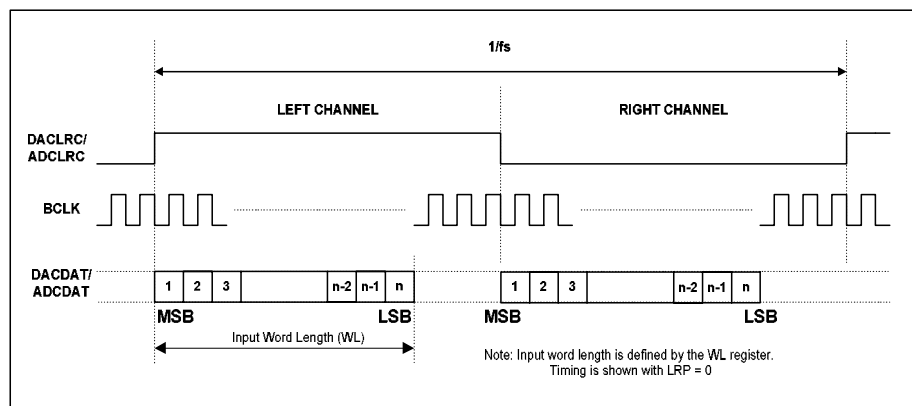 1/fs
LEFT CHANNEL
RIGHT CHANNEL
DACLRC/
ADCLRC
BCLK
DACDAT/
ADCDAT
1 2 3 n-2 n-1 n 1 2 3 n-2 n-1 n
MSB LSB MSB LSB
Input Word Length (WL)
Note: Input word length is defined by the WL register.
Timing is shown with LRP = 0